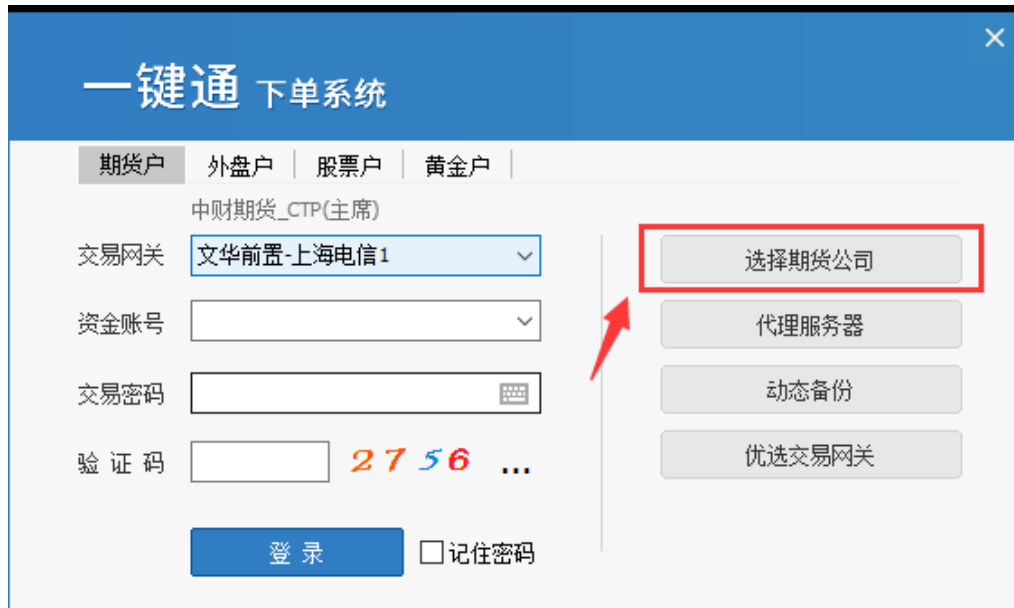 一键通 下单系统
期货户 外盘户 股票户 黄金户
中财期货_CTP(主席)
交易网关 文华前置-上海电信1 选择期货公司
资金账号 代理服务器
交易密码 动态备份
验证码 2756 ... 优选交易网关
登录 记住密码